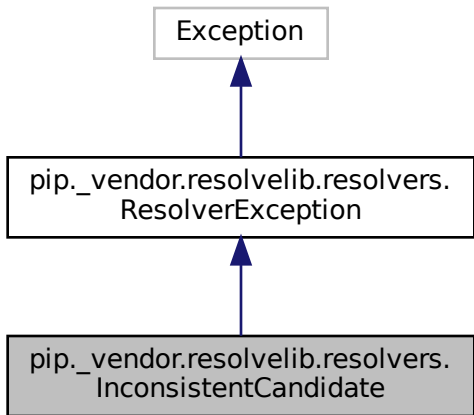 Exception
pip._vendor.resolvelib.resolvers.
ResolverException
pip._vendor.resolvelib.resolvers.
InconsistentCandidate